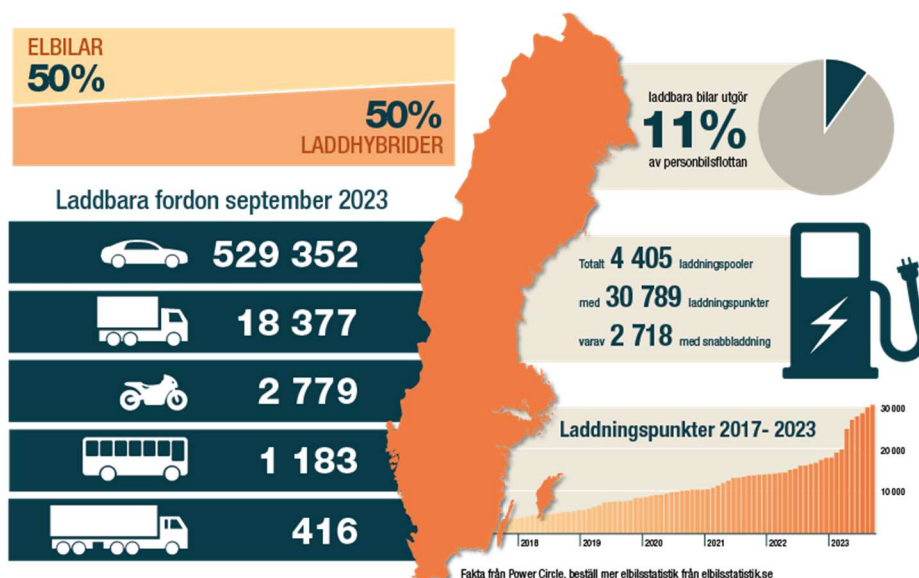 ELBILAR
50%
50%
LADDHYBRIDER
laddbara bilar utgör
11%
av personbilsflottan
Laddbara fordon september 2023
529 352
18 377
2 779
1 183
416
Totalt 4 405 laddningspooler
med 30 789 laddningspunkter
varav 2 718 med snabbladdning
Laddningspunkter 2017- 2023
30 000
20 000
10 000
2018 2019 2020 2021 2022 2023
Fakta från Power Circle, beställ mer elbilsstatistik från elbilsstatistik.se